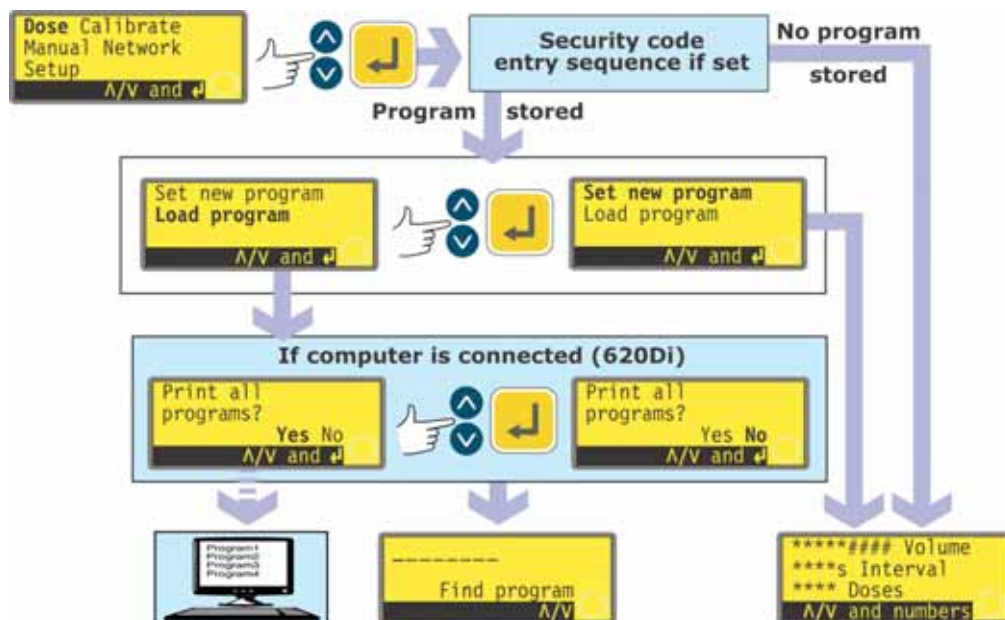 Dose Calibrate
Manual Network
Setup
∧/∨ and ↵
Security code
entry sequence if set
No program
stored
Program stored
Set new program
Load program
∧/∨ and ↵
Set new program
Load program
∧/∨ and ↵
If computer is connected (620Di)
Print all
programs?
Yes No
∧/∨ and ↵
Print all
programs?
Yes No
∧/∨ and ↵
Program1
Program2
Program3
Program4
--------
Find program
∧/∨
*****#### Volume
****s Interval
**** Doses
∧/∨ and numbers